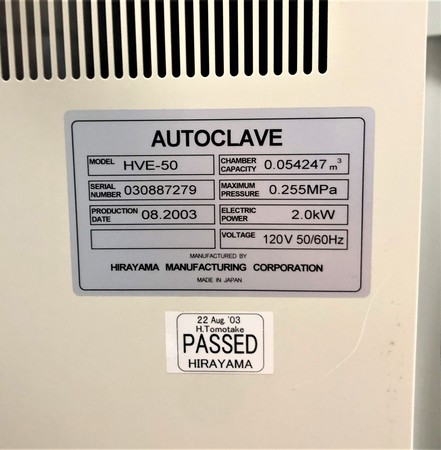 AUTOCLAVE
MODEL HVE-50 CHAMBER CAPACITY 0.054247 m³
SERIAL NUMBER 030887279 MAXIMUM PRESSURE 0.255MPa
PRODUCTION DATE 08.2003 ELECTRIC POWER 2.0kW
VOLTAGE 120V 50/60Hz
MANUFACTURED BY
HIRAYAMA MANUFACTURING CORPORATION
MADE IN JAPAN
22 Aug. '03
H.Tomotake
PASSED
HIRAYAMA